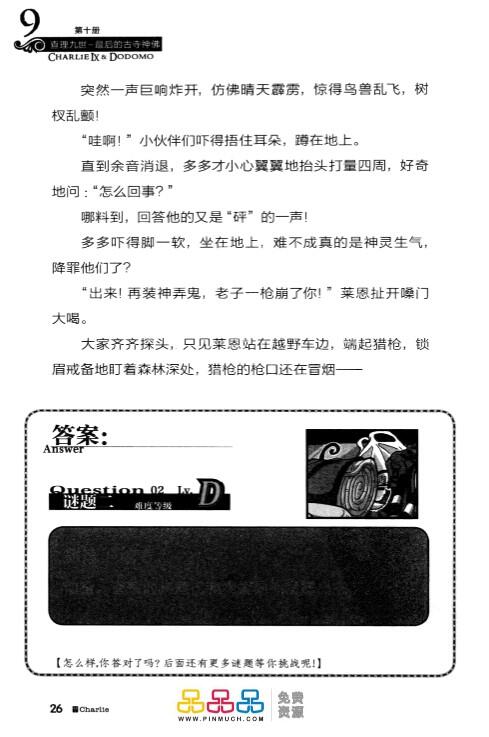 9
第十册
查理九世—最后的古寺神佛
CHARLIE IX & DODOMO
突然一声巨响炸开，仿佛晴天霹雳，惊得鸟兽乱飞，树
杈乱颤!
“哇啊！”小伙伴们吓得捂住耳朵，蹲在地上。
直到余音消退，多多才小心翼翼地抬头打量四周，好奇
地问：“怎么回事？”
哪料到，回答他的又是“砰”的一声!
多多吓得脚一软，坐在地上，难不成真的是神灵生气，
降罪他们了?
“出来！再装神弄鬼，老子一枪崩了你！”莱恩扯开嗓门
大喝。
大家齐齐探头，只见莱恩站在越野车边，端起猎枪，锁
眉戒备地盯着森林深处，猎枪的枪口还在冒烟——
答案:
Answer
Question 02 Lv. D
谜题二 难度等级
【怎么样,你答对了吗？后面还有更多谜题等你挑战呢!】
26 Charlie
品品品 免费
WWW.PINMUCH.COM 资源